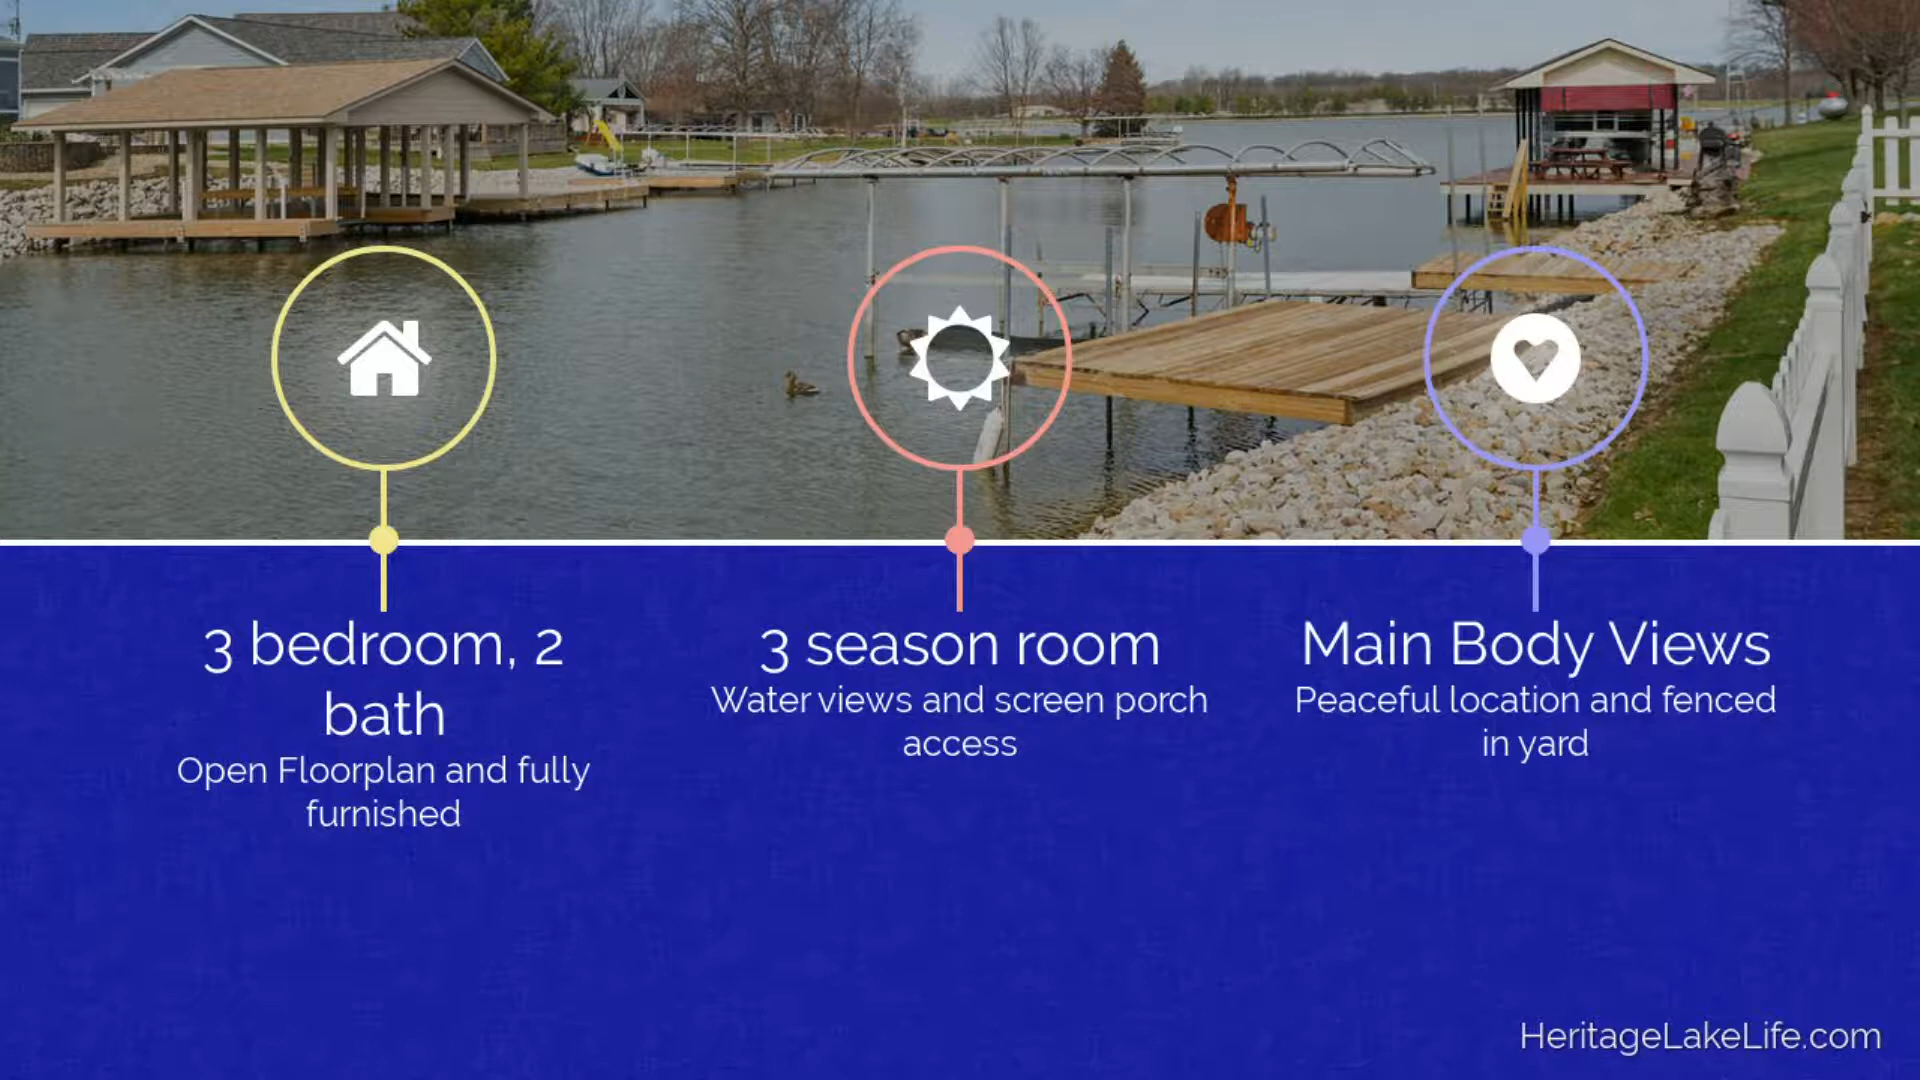 3 bedroom, 2
bath
Open Floorplan and fully
furnished
3 season room
Water views and screen porch
access
Main Body Views
Peaceful location and fenced
in yard
HeritageLakeLife.com